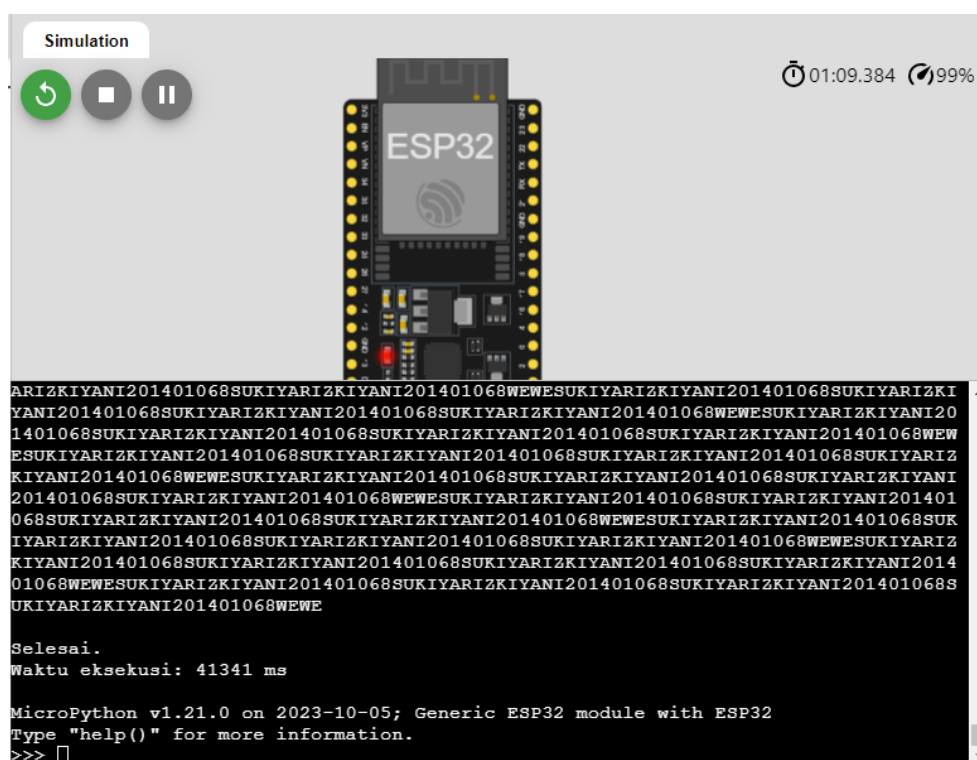 Simulation
01:09.384 99%
ESP32
ARIZKIYANI201401068SUKIYARIZKIYANI201401068WEWESUKIYARIZKIYANI201401068SUKIYARIZKI
YANI201401068SUKIYARIZKIYANI201401068SUKIYARIZKIYANI201401068WEWESUKIYARIZKIYANI20
1401068SUKIYARIZKIYANI201401068SUKIYARIZKIYANI201401068SUKIYARIZKIYANI201401068WEW
ESUKIYARIZKIYANI201401068SUKIYARIZKIYANI201401068SUKIYARIZKIYANI201401068SUKIYARIZ
KIYANI201401068WEWESUKIYARIZKIYANI201401068SUKIYARIZKIYANI201401068SUKIYARIZKIYANI
201401068SUKIYARIZKIYANI201401068WEWESUKIYARIZKIYANI201401068SUKIYARIZKIYANI201401
068SUKIYARIZKIYANI201401068SUKIYARIZKIYANI201401068WEWESUKIYARIZKIYANI201401068SUK
IYARIZKIYANI201401068SUKIYARIZKIYANI201401068SUKIYARIZKIYANI201401068WEWESUKIYARIZ
KIYANI201401068SUKIYARIZKIYANI201401068SUKIYARIZKIYANI201401068SUKIYARIZKIYANI2014
01068WEWESUKIYARIZKIYANI201401068SUKIYARIZKIYANI201401068SUKIYARIZKIYANI201401068S
UKIYARIZKIYANI201401068WEWE
Selesai.
Waktu eksekusi: 41341 ms
MicroPython v1.21.0 on 2023-10-05; Generic ESP32 module with ESP32
Type "help()" for more information.
>>>